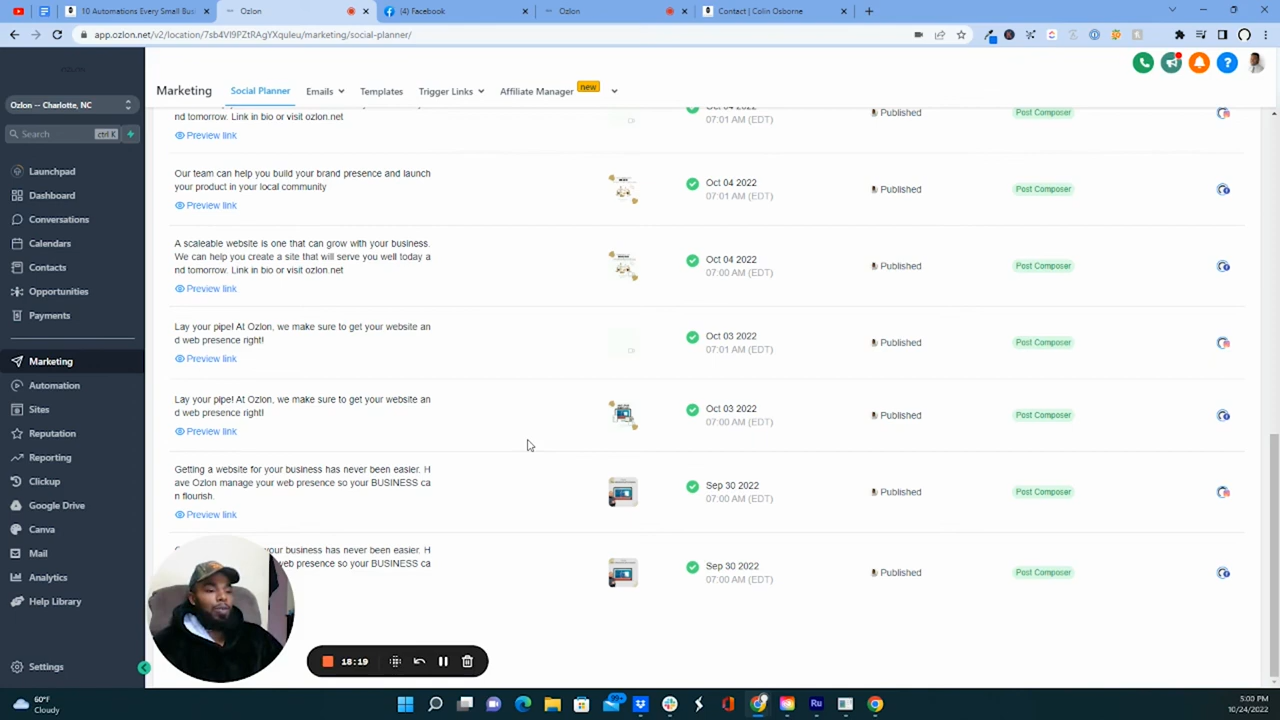 10 Automations Every Small Bus
Ozlon
(4) Facebook
Ozlon
Contact | Colin Osborne
app.ozlon.net/v2/location/7sb4VI9PZtRAgYXquleu/marketing/social-planner/
Ozlon -- Charlotte, NC
Search
ctrl K
Launchpad
Dashboard
Conversations
Calendars
Contacts
Opportunities
Payments
Marketing
Automation
Sites
Reputation
Reporting
Clickup
Google Drive
Canva
Mail
Analytics
Help Library
Settings
Marketing
Social Planner
Emails
Templates
Trigger Links
Affiliate Manager
new
nd tomorrow. Link in bio or visit ozlon.net
Preview link
07:01 AM (EDT)
Published
Post Composer
Our team can help you build your brand presence and launch
your product in your local community
Preview link
Oct 04 2022
07:01 AM (EDT)
Published
Post Composer
A scaleable website is one that can grow with your business.
We can help you create a site that will serve you well today a
nd tomorrow. Link in bio or visit ozlon.net
Preview link
Oct 04 2022
07:00 AM (EDT)
Published
Post Composer
Lay your pipe! At Ozlon, we make sure to get your website an
d web presence right!
Preview link
Oct 03 2022
07:01 AM (EDT)
Published
Post Composer
Lay your pipe! At Ozlon, we make sure to get your website an
d web presence right!
Preview link
Oct 03 2022
07:00 AM (EDT)
Published
Post Composer
Getting a website for your business has never been easier. H
ave Ozlon manage your web presence so your BUSINESS ca
n flourish.
Preview link
Sep 30 2022
07:00 AM (EDT)
Published
Post Composer
our business has never been easier. H
web presence so your BUSINESS ca
Sep 30 2022
07:00 AM (EDT)
Published
Post Composer
18:19
60°F
Cloudy
99+
Ru
5:00 PM
10/24/2022